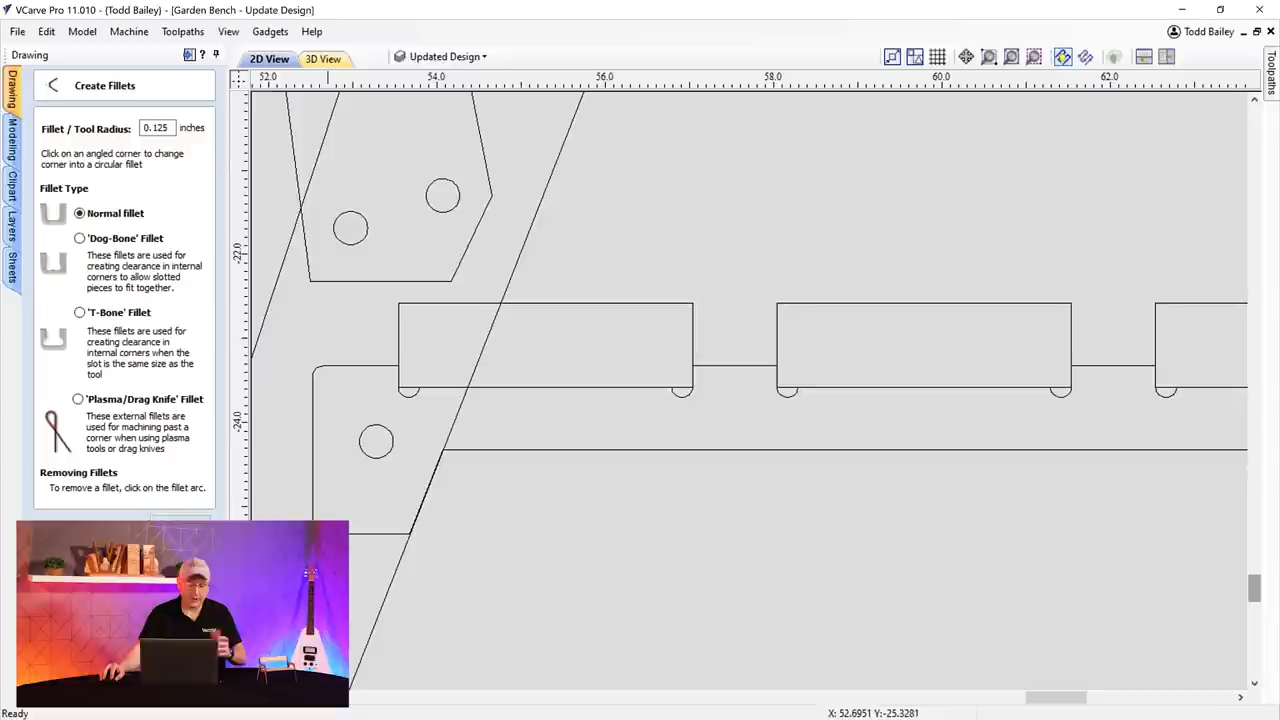 VCarve Pro 11.010 - {Todd Bailey} - [Garden Bench - Update Design]
File Edit Model Machine Toolpaths View Gadgets Help
Todd Bailey
Drawing
?
2D View
3D View
Updated Design
Drawing
Modeling
Clipart
Layers
Sheets
Toolpaths
Create Fillets
Fillet / Tool Radius: 0.125 inches
Click on an angled corner to change
corner into a circular fillet
Fillet Type
Normal fillet
'Dog-Bone' Fillet
These fillets are used for
creating clearance in internal
corners to allow slotted
pieces to fit together.
'T-Bone' Fillet
These fillets are used for
creating clearance in
internal corners when the
slot is the same size as the
tool
'Plasma/Drag Knife' Fillet
These external fillets are
used for machining past a
corner when using plasma
tools or drag knives
Removing Fillets
To remove a fillet, click on the fillet arc.
52.0 54.0 56.0 58.0 60.0 62.0
-22.0
-24.0
Ready
X: 52.6951 Y:-25.3281